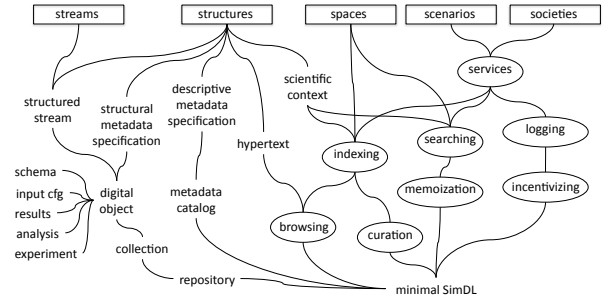 streams
structures
spaces
scenarios
societies
services
structured
stream
structural
metadata
specification
descriptive
metadata
specification
scientific
context
hypertext
indexing
searching
logging
schema
input cfg
results
analysis
experiment
digital
object
metadata
catalog
memoization
incentivizing
browsing
curation
collection
repository
minimal SimDL